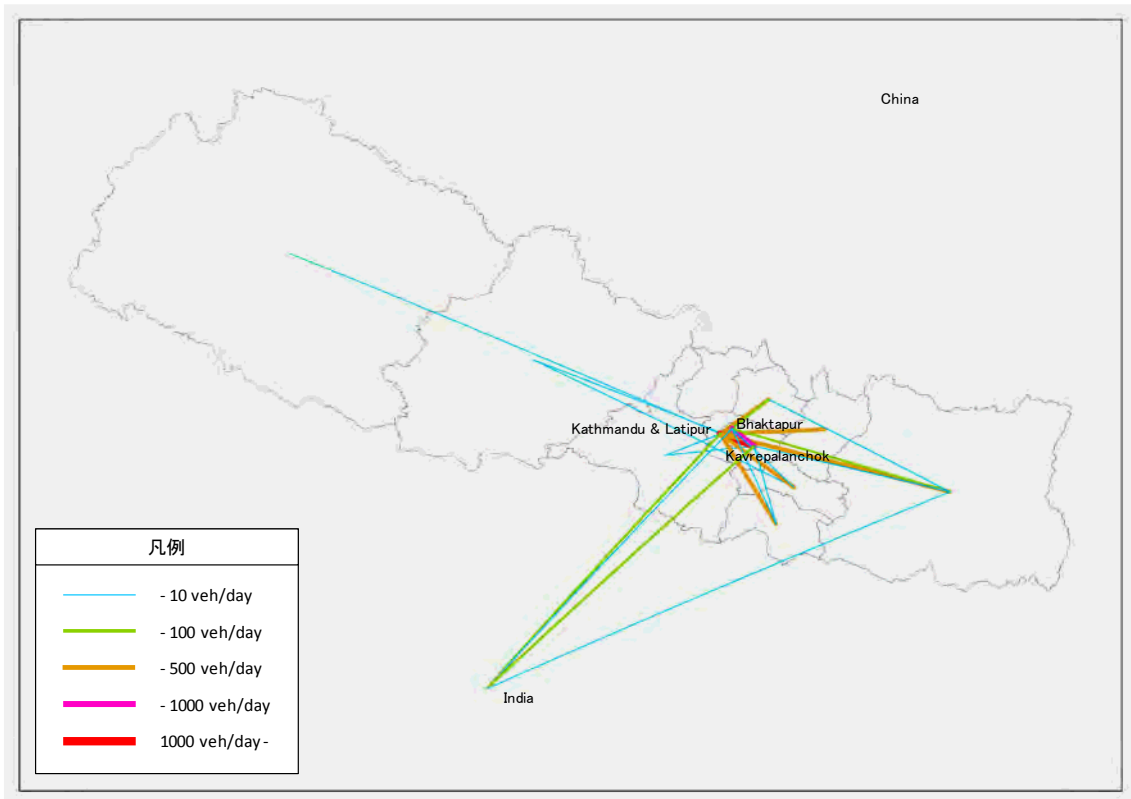 China
Bhaktapur
Kathmandu & Latipur
Kavrepalanchok
India
凡例
- 10 veh/day
- 100 veh/day
- 500 veh/day
- 1000 veh/day
1000 veh/day -